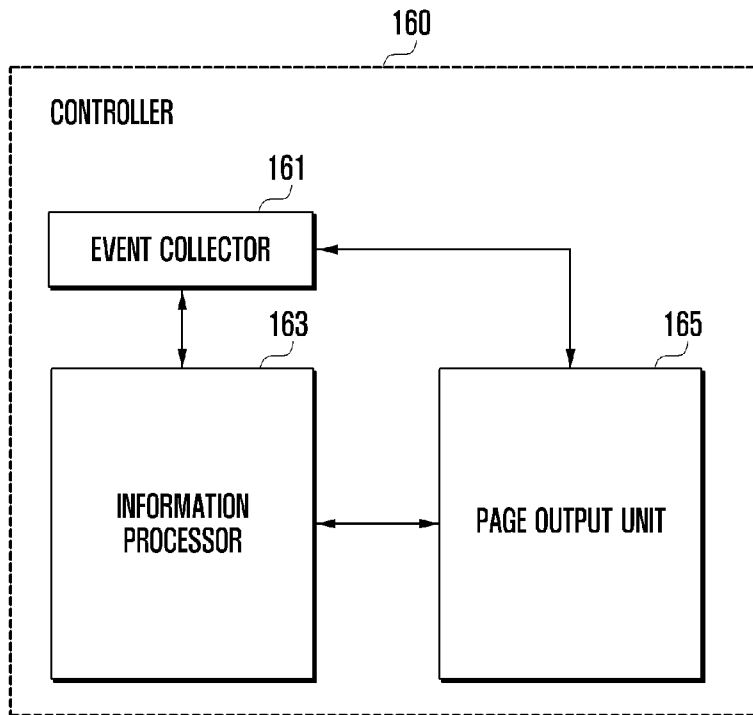 160
CONTROLLER
161
EVENT COLLECTOR
163
165
INFORMATION
PROCESSOR
PAGE OUTPUT UNIT